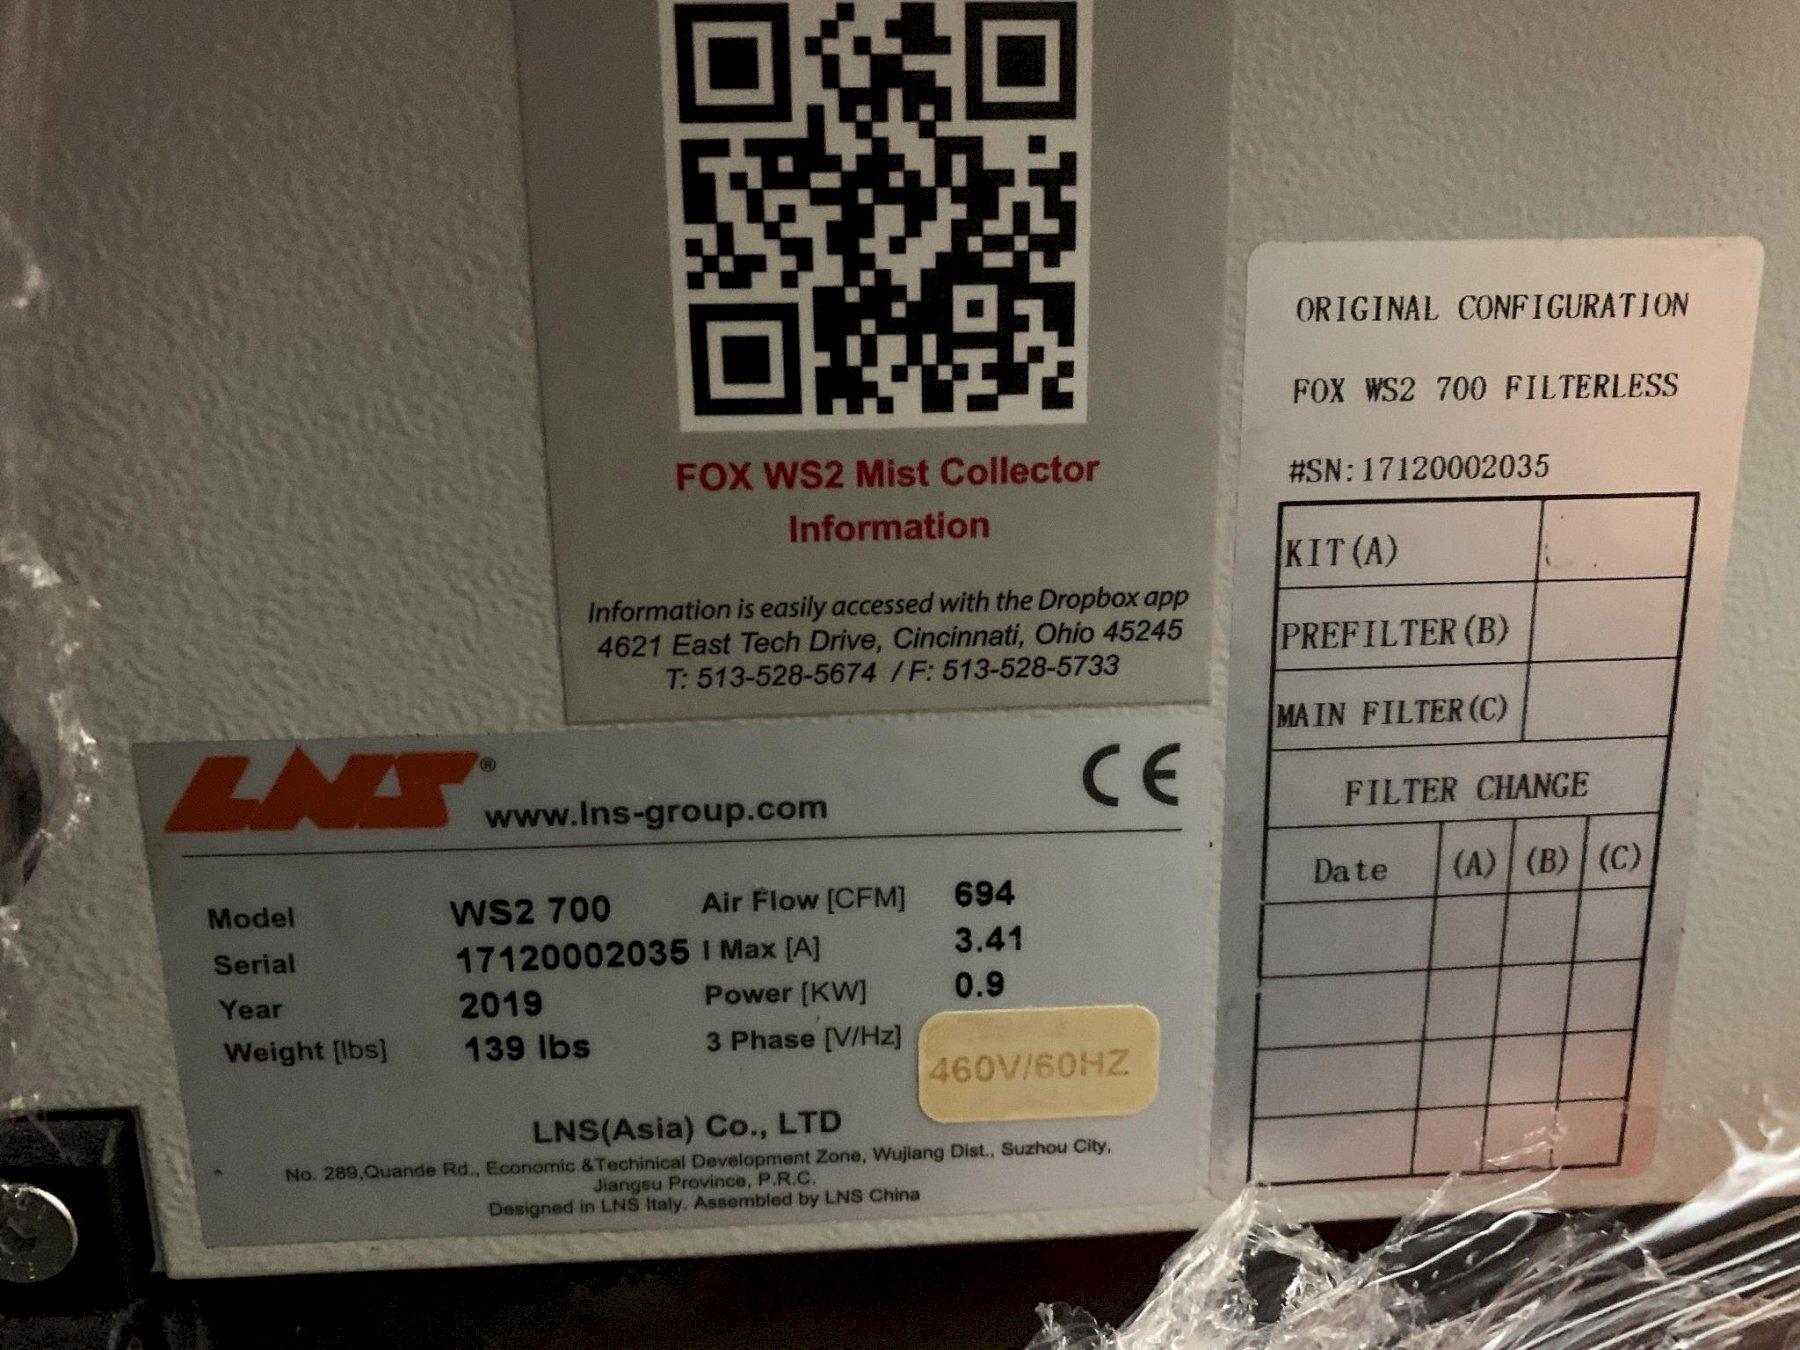 FOX WS2 Mist Collector
Information
Information is easily accessed with the Dropbox app
4621 East Tech Drive, Cincinnati, Ohio 45245
T: 513-528-5674 / F: 513-528-5733
LNS® www.lns-group.com CE
Model WS2 700 Air Flow [CFM] 694
Serial 17120002035 I Max [A] 3.41
Year 2019 Power [KW] 0.9
Weight [lbs] 139 lbs 3 Phase [V/Hz] 460V/60HZ
LNS(Asia) Co., LTD
No. 289,Quande Rd., Economic &Techinical Development Zone, Wujiang Dist., Suzhou City,
Jiangsu Province, P.R.C.
Designed in LNS Italy. Assembled by LNS China
ORIGINAL CONFIGURATION
FOX WS2 700 FILTERLESS
#SN:17120002035
KIT(A)
PREFILTER(B)
MAIN FILTER(C)
FILTER CHANGE
Date (A) (B) (C)